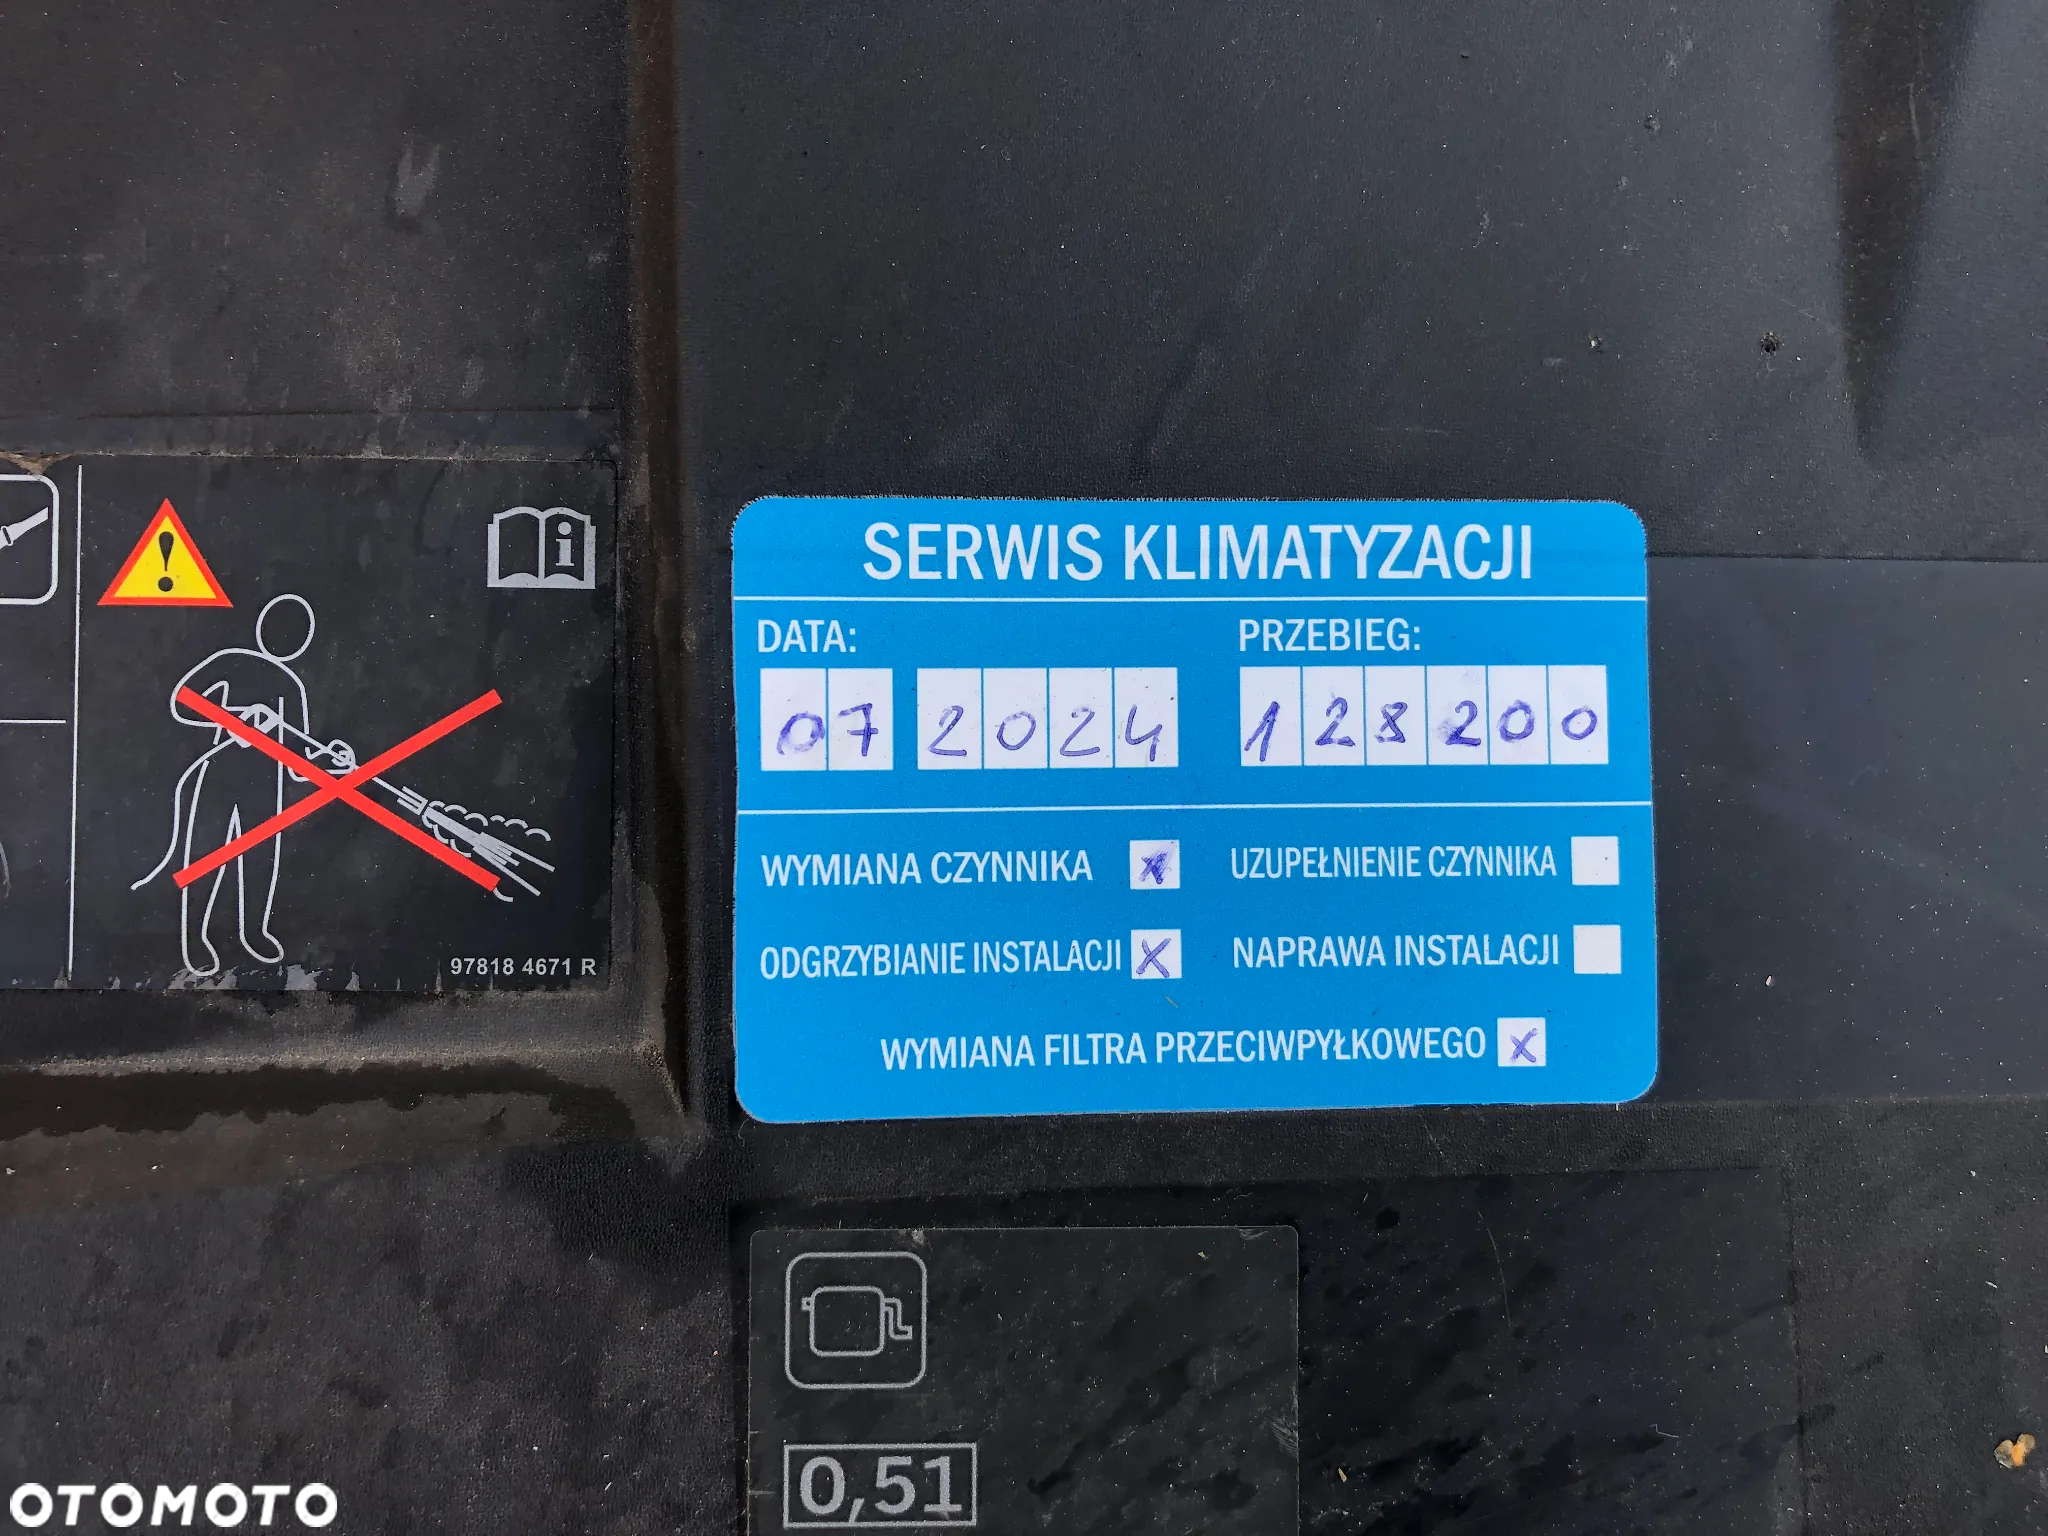 SERWIS KLIMATYZACJI
DATA: PRZEBIEG:
07 2024 128200
WYMIANA CZYNNIKA x UZUPEŁNIENIE CZYNNIKA
ODGRZYBIANIE INSTALACJI x NAPRAWA INSTALACJI
WYMIANA FILTRA PRZECIWPYŁKOWEGO x
97818 4671 R
0,51
OTOMOTO